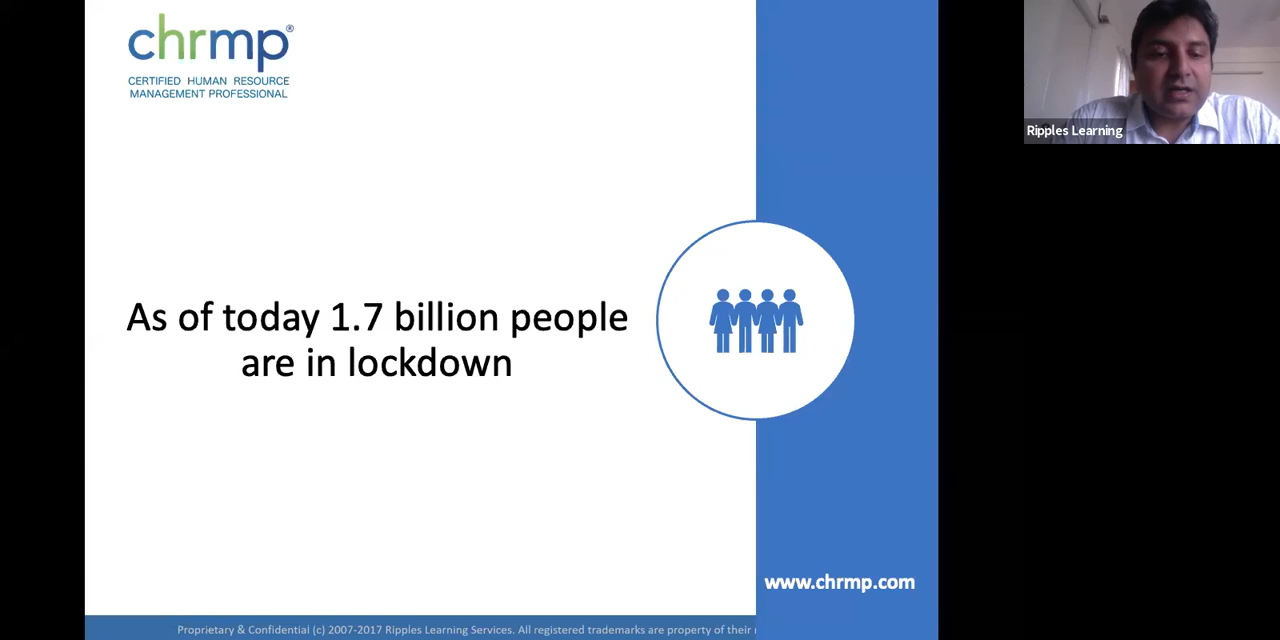 chrmp®
CERTIFIED HUMAN RESOURCE
MANAGEMENT PROFESSIONAL
Ripples Learning
As of today 1.7 billion people
are in lockdown
www.chrmp.com
Proprietary & Confidential (c) 2007-2017 Ripples Learning Services. All registered trademarks are property of their